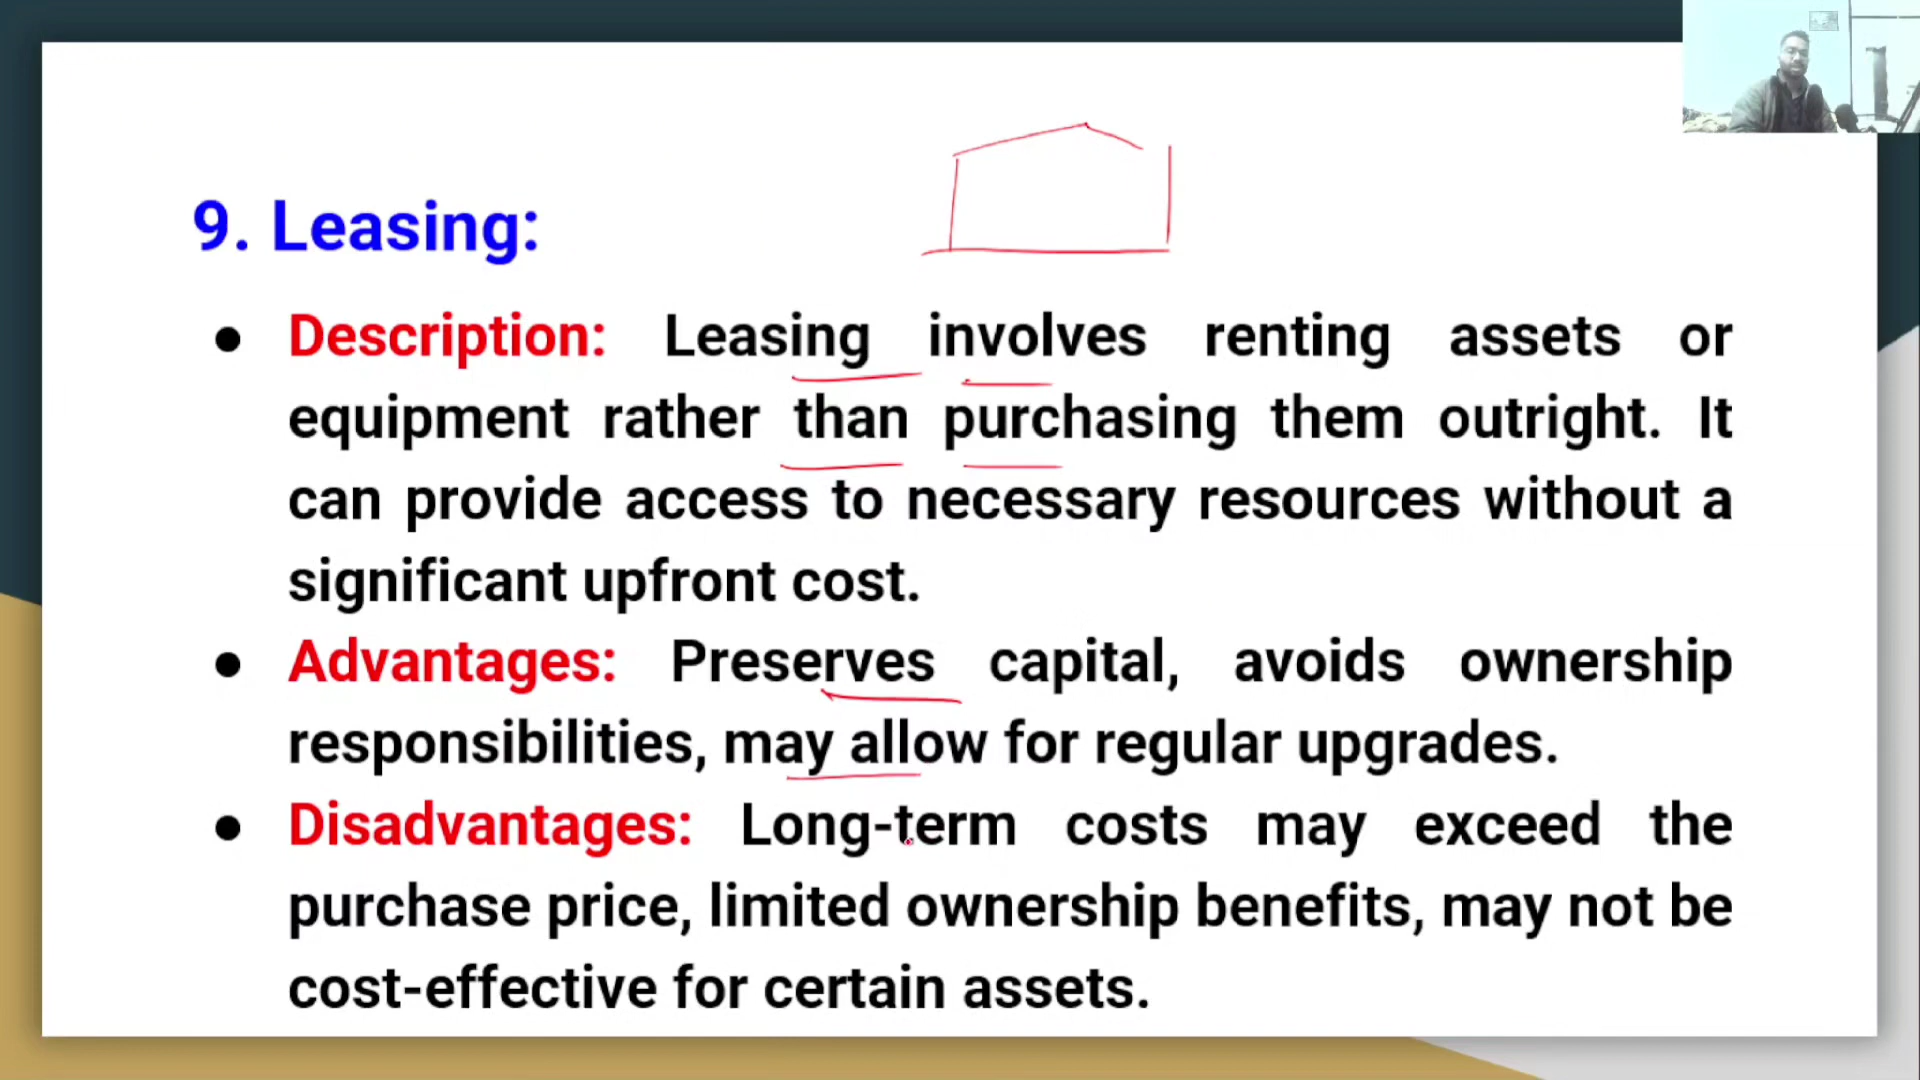 9. Leasing:
● Description: Leasing involves renting assets or
equipment rather than purchasing them outright. It
can provide access to necessary resources without a
significant upfront cost.
● Advantages: Preserves capital, avoids ownership
responsibilities, may allow for regular upgrades.
● Disadvantages: Long-term costs may exceed the
purchase price, limited ownership benefits, may not be
cost-effective for certain assets.